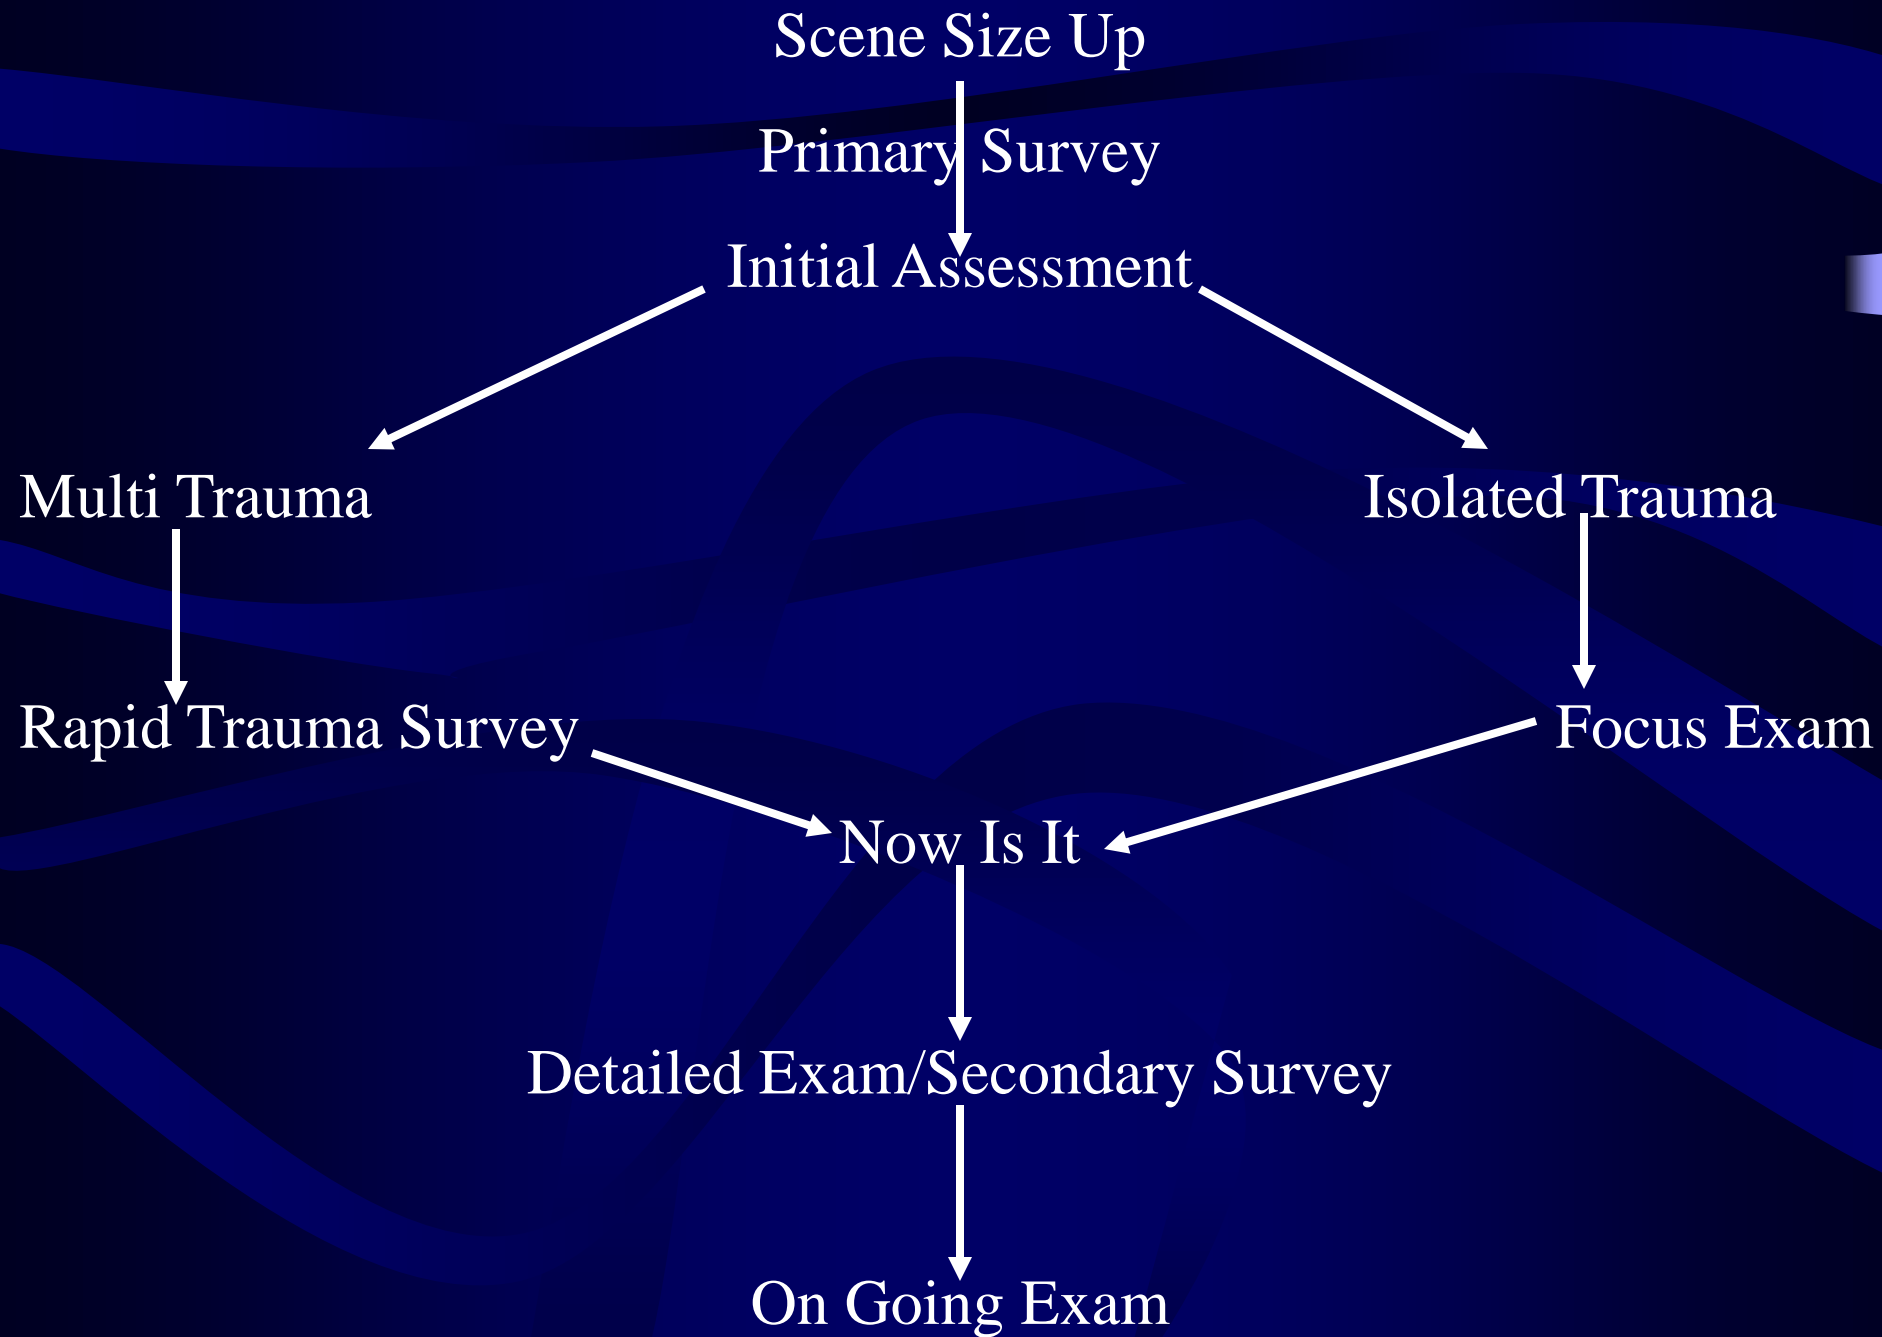 Scene Size Up
Primary Survey
Initial Assessment
Multi Trauma
Isolated Trauma
Rapid Trauma Survey
Focus Exam
Now Is It
Detailed Exam/Secondary Survey
On Going Exam